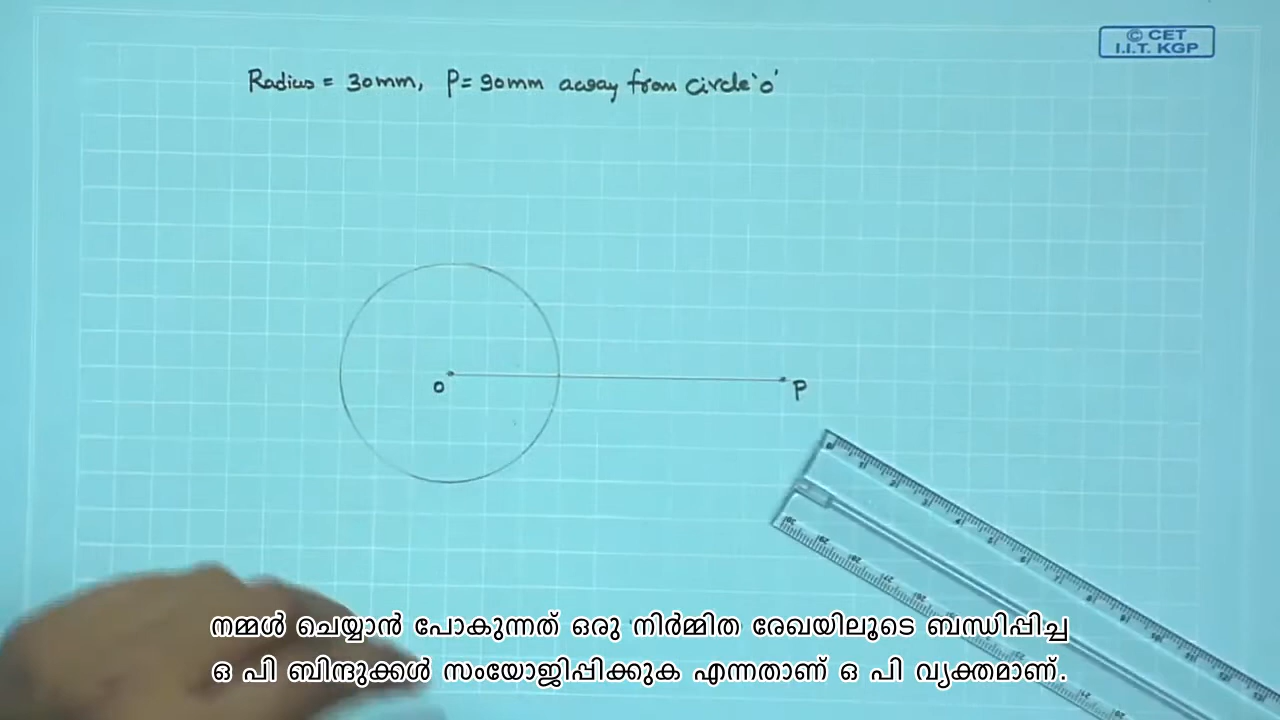 © CET
I.I.T. KGP
Radius = 30mm, P = 90mm away from circle 'o'
O
P
നമ്മൾ ചെയ്യാൻ പോകുന്നത് ഒരു നിർമ്മിത രേഖയിലൂടെ ബന്ധിപ്പിച്ച
ഒ പി ബിന്ദുക്കൾ സംയോജിപ്പിക്കുക എന്നതാണ് ഒ പി വ്യക്തമാണ്.